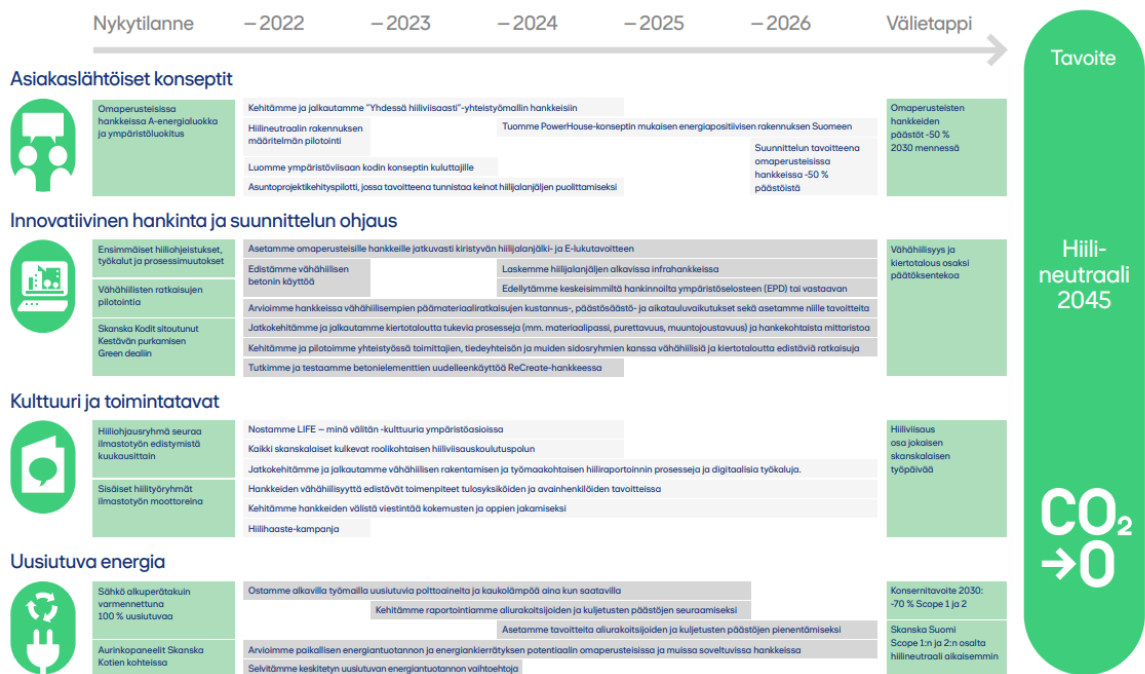 Nykytilanne
–2022
–2023
–2024
–2025
–2026
Välietappi
Tavoite
Asiakaslähtöiset konseptit
Omaperusteisissa
hankkeissa A-energialuokka
ja ympäristöluokitus
Kehitämme ja jalkautamme "Yhdessä hiiliviisaasti"-yhteistyömallin hankkeisiin
Hiilineutraalin rakennuksen
määritelmän pilotointi
Tuomme PowerHouse-konseptin mukaisen energiapositiivisen rakennuksen Suomeen
Suunnittelun tavoitteena
omaperusteisissa
hankkeissa -50 %
päästöistä
Luomme ympäristöviisaan kodin konseptin kuluttajille
Asuntoprojektikehityspilotti, jossa tavoitteena tunnistaa keinot hiilijalanjäljen puolittamiseksi
Omaperusteisten
hankkeiden
päästöt -50 %
2030 mennessä
Innovatiivinen hankinta ja suunnittelun ohjaus
Ensimmäiset hiiliohjeistukset,
työkalut ja prosessimuutokset
Vähähiilisten ratkaisujen
pilotointia
Skanska Kodit sitoutunut
Kestävän purkamisen
Green dealiin
Asetamme omaperusteisille hankkeille jatkuvasti kiristyvän hiilijalanjälki- ja E-lukutavoitteen
Edistämme vähähiilisen
betonin käyttöä
Laskemme hiilijalanjäljen alkavissa infrahankkeissa
Edellytämme keskeisimmiltä hankinnoilta ympäristöselosteen (EPD) tai vastaavan
Arvioimme hankkeissa vähähiilisempien päämateriaaliratkaisujen kustannus-, päästösäästö- ja aikatauluvaikutukset sekä asetamme niille tavoitteita
Jatkokehitämme ja jalkautamme kiertotaloutta tukevia prosesseja (mm. materiaalipassi, purettavuus, muuntojoustavuus) ja hankekohtaista mittaristoa
Kehitämme ja pilotoimme yhteistyössä toimittajien, tiedeyhteisön ja muiden sidosryhmien kanssa vähähiilisiä ja kiertotaloutta edistäviä ratkaisuja
Tutkimme ja testaamme betonielementtien uudelleenkäyttöä ReCreate-hankkeessa
Vähähiilisyys ja
kiertotalous osaksi
päätöksentekoa
Hiili-
neutraali
2045
Kulttuuri ja toimintatavat
Hiiliohjausryhmä seuraa
ilmastotyön edistymistä
kuukausittain
Sisäiset hiilityöryhmät
ilmastotyön moottoreina
Nostamme LIFE – minä välitän -kulttuuria ympäristöasioissa
Kaikki skanskalaiset kulkevat roolikohtaisen hiiliviisauskoulutuspolun
Jatkokehitämme ja jalkautamme vähähiilisen rakentamisen ja työmaakohtaisen hiiliraportoinnin prosesseja ja digitaalisia työkaluja.
Hankkeiden vähähiilisyyttä edistävät toimenpiteet tulosyksiköiden ja avainhenkilöiden tavoitteissa
Kehitämme hankkeiden välistä viestintää kokemusten ja oppien jakamiseksi
Hiilihaaste-kampanja
Hiiliviisaus
osa jokaisen
skanskalaisen
työpäivää
CO₂
→0
Uusiutuva energia
Sähkö alkuperätakuin
varmennettuna
100 % uusiutuvaa
Aurinkopaneelit Skanska
Kotien kohteissa
Ostamme alkavilla työmailla uusiutuvia polttoaineita ja kaukolämpöä aina kun saatavilla
Kehitämme raportointiamme aliurakoitsijoiden ja kuljetusten päästöjen seuraamiseksi
Asetamme tavoitteita aliurakoitsijoiden ja kuljetusten päästöjen pienentämiseksi
Arvioimme paikallisen energiantuotannon ja energiankierrätyksen potentiaalin omaperusteisissa ja muissa soveltuvissa hankkeissa
Selvitämme keskitetyn uusiutuvan energiantuotannon vaihtoehtoja
Konsernitavoite 2030:
-70 % Scope 1 ja 2
Skanska Suomi
Scope 1:n ja 2:n osalta
hiilineutraali aikaisemmin